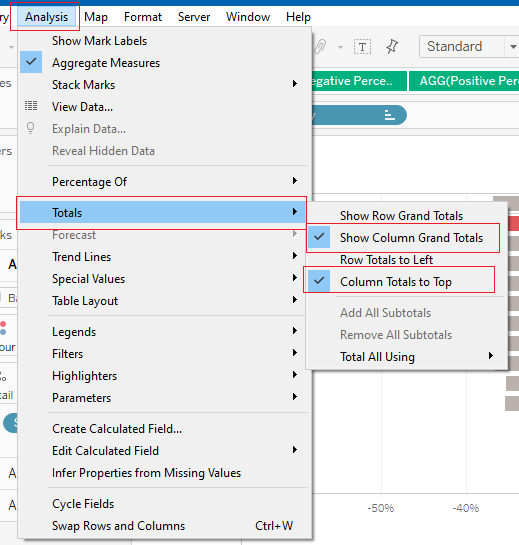 Analysis Map Format Server Window Help
Show Mark Labels
Standard
Aggregate Measures
Stack Marks
egative Perce.. AGG(Positive Per
View Data...
Explain Data...
Reveal Hidden Data
Percentage Of
Totals
Show Row Grand Totals
Forecast
Show Column Grand Totals
Trend Lines
Row Totals to Left
Special Values
Column Totals to Top
Table Layout
Add All Subtotals
Legends
Remove All Subtotals
Filters
Total All Using
Highlighters
Parameters
Create Calculated Field...
Edit Calculated Field
Infer Properties from Missing Values
Cycle Fields
-50% -40%
Swap Rows and Columns Ctrl+W